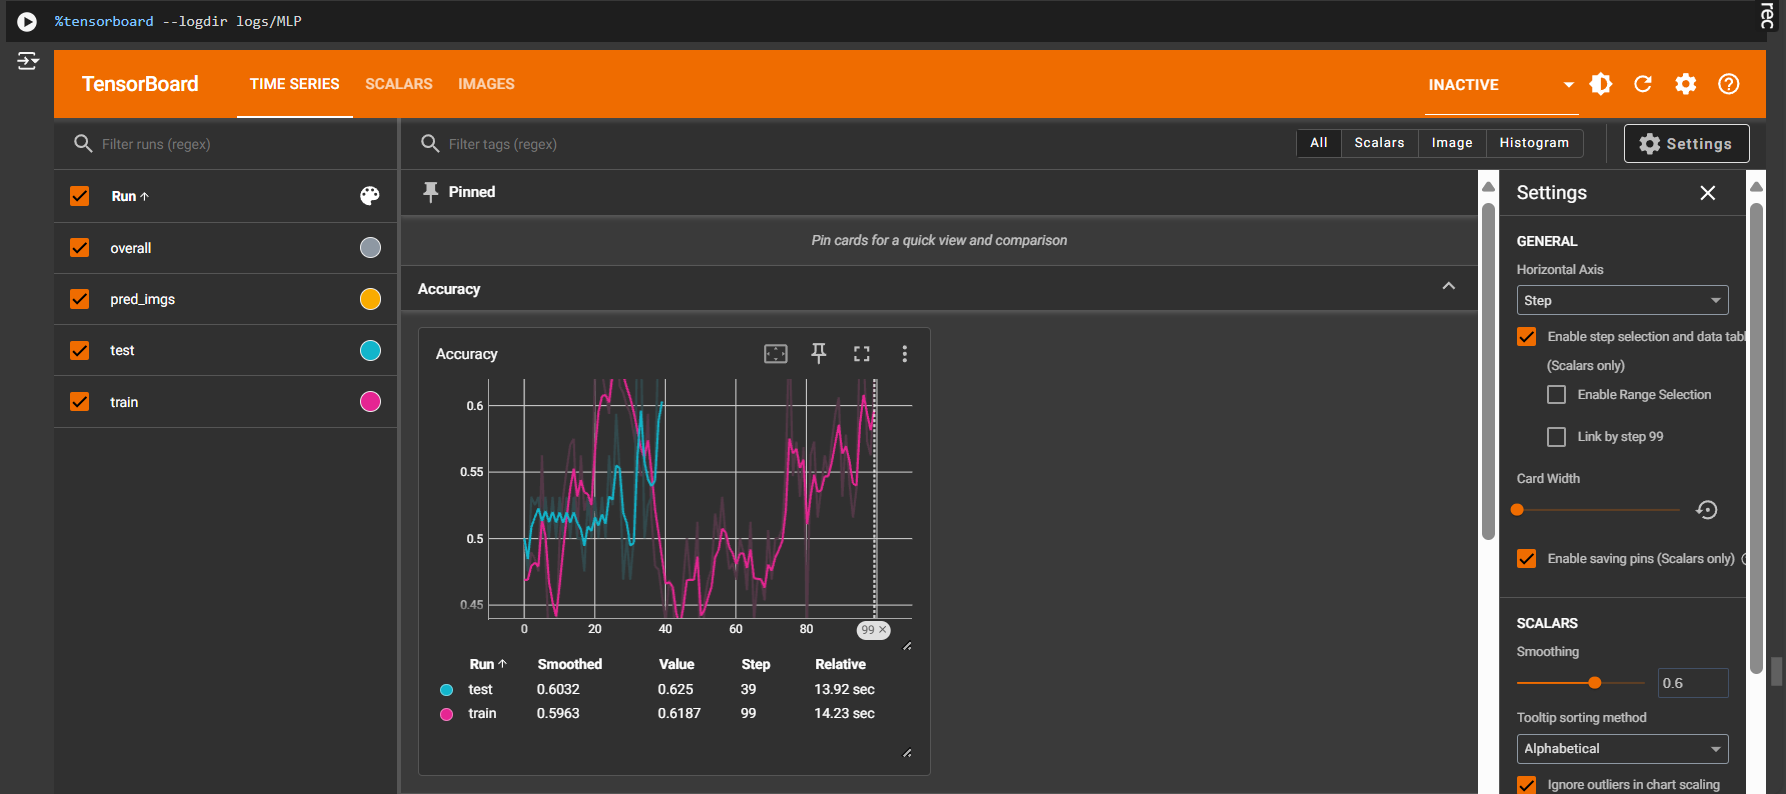 %tensorboard --logdir logs/MLP
rec
TensorBoard TIME SERIES SCALARS IMAGES INACTIVE
Filter runs (regex)
Filter tags (regex)
All Scalars Image Histogram
Settings
Run
overall
pred_imgs
test
train
Pinned
Pin cards for a quick view and comparison
Accuracy
Accuracy
0.6
0.55
0.5
0.45
0 20 40 60 80 99 ×
Run Smoothed Value Step Relative
test 0.6032 0.625 39 13.92 sec
train 0.5963 0.6187 99 14.23 sec
Settings
GENERAL
Horizontal Axis
Step
Enable step selection and data tabl
(Scalars only)
Enable Range Selection
Link by step 99
Card Width
Enable saving pins (Scalars only)
SCALARS
Smoothing
0.6
Tooltip sorting method
Alphabetical
Ignore outliers in chart scaling